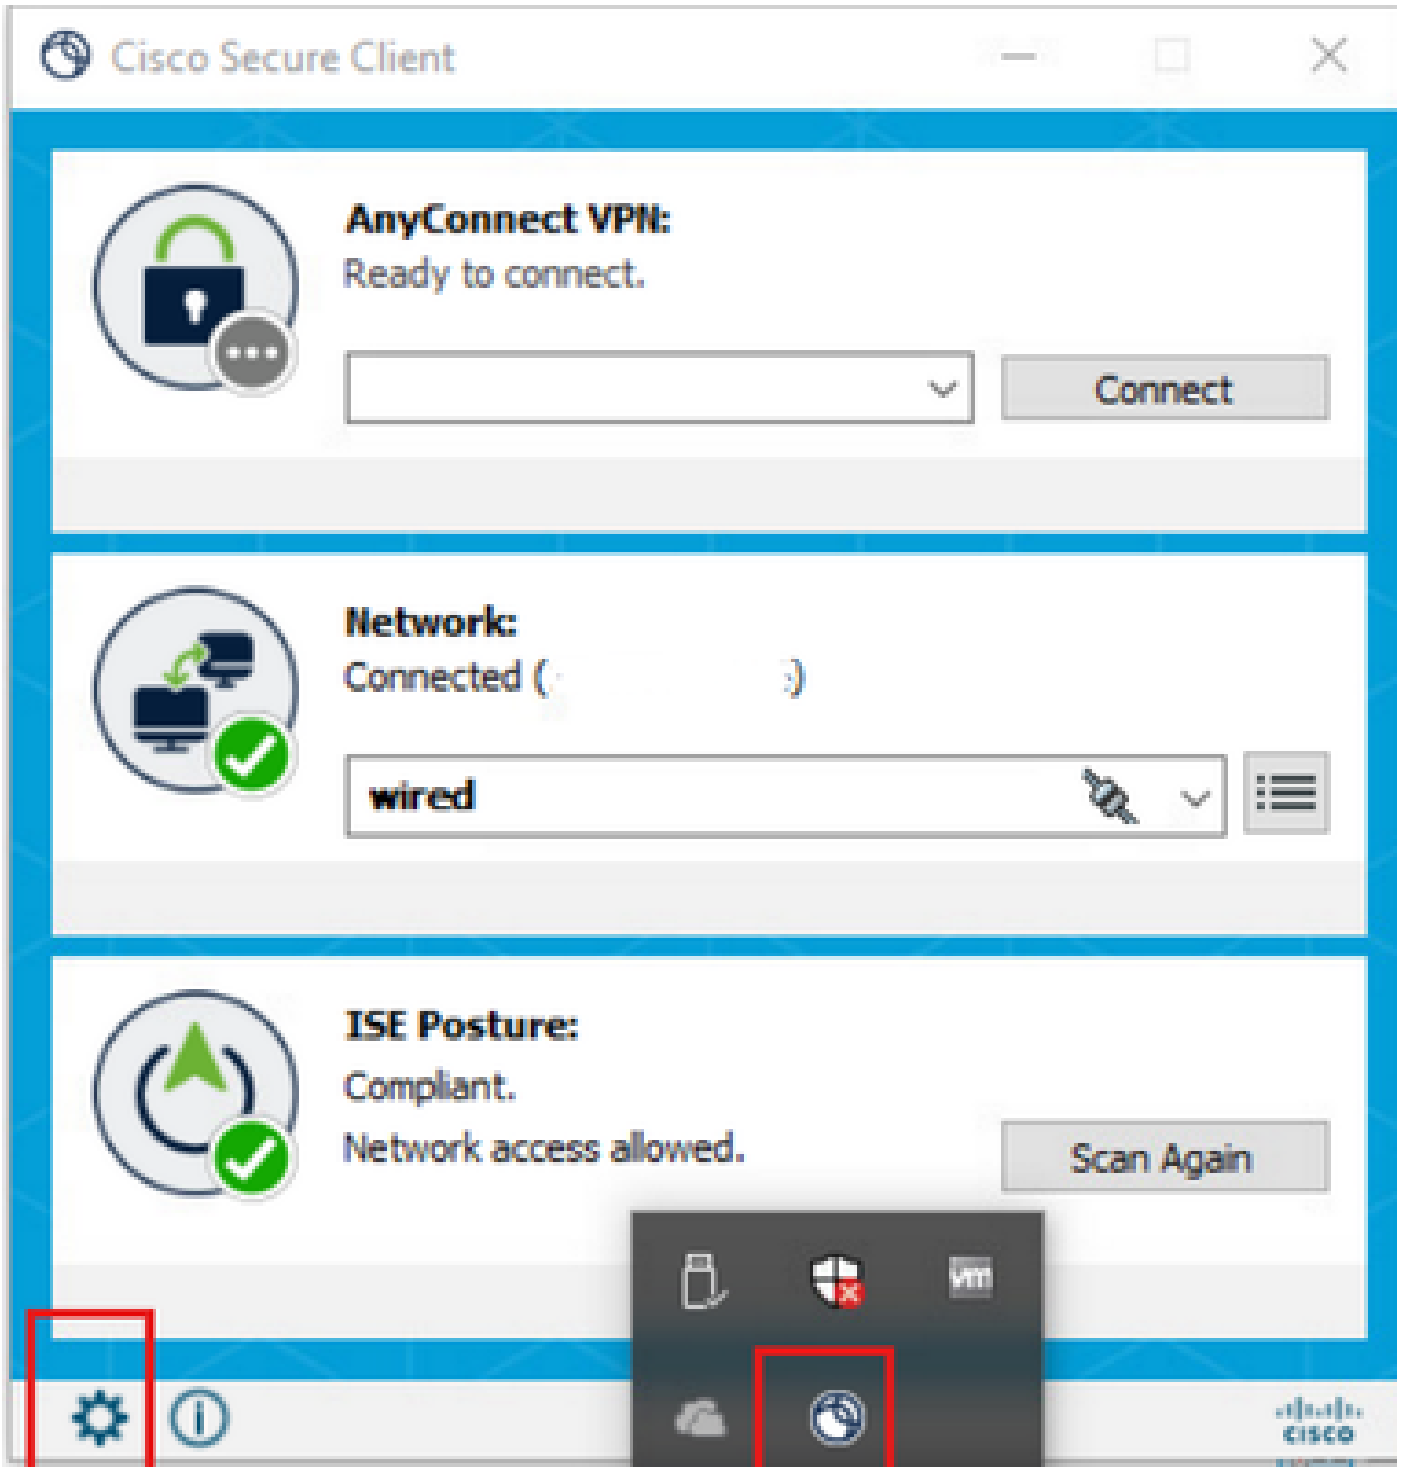 Cisco Secure Client
AnyConnect VPN:
Ready to connect.
Connect
Network:
Connected ( )
wired
ISE Posture:
Compliant.
Network access allowed.
Scan Again
vm
CISCO